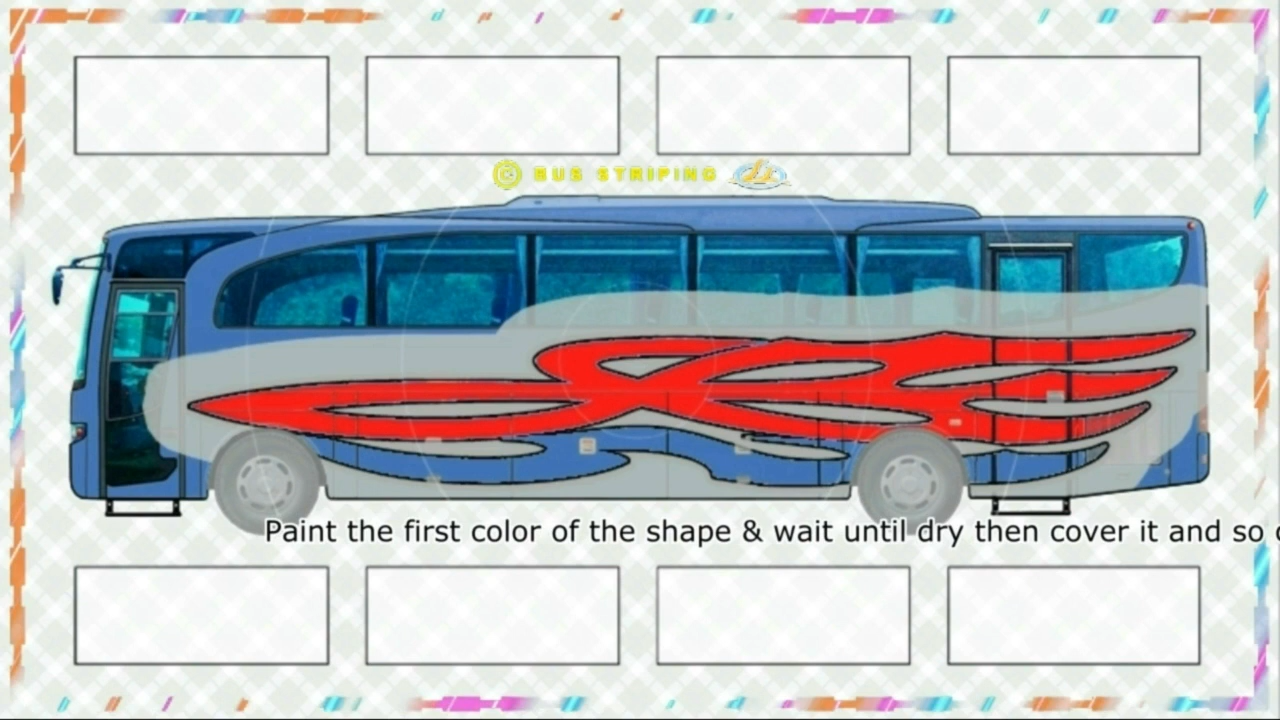 © BUS STRIPING
Paint the first color of the shape & wait until dry then cover it and so